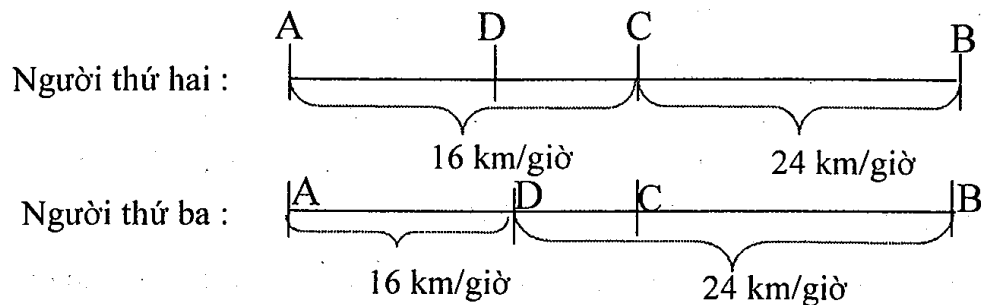 A D C B
Người thứ hai :
16 km/giờ 24 km/giờ
A D C B
Người thứ ba :
16 km/giờ 24 km/giờ